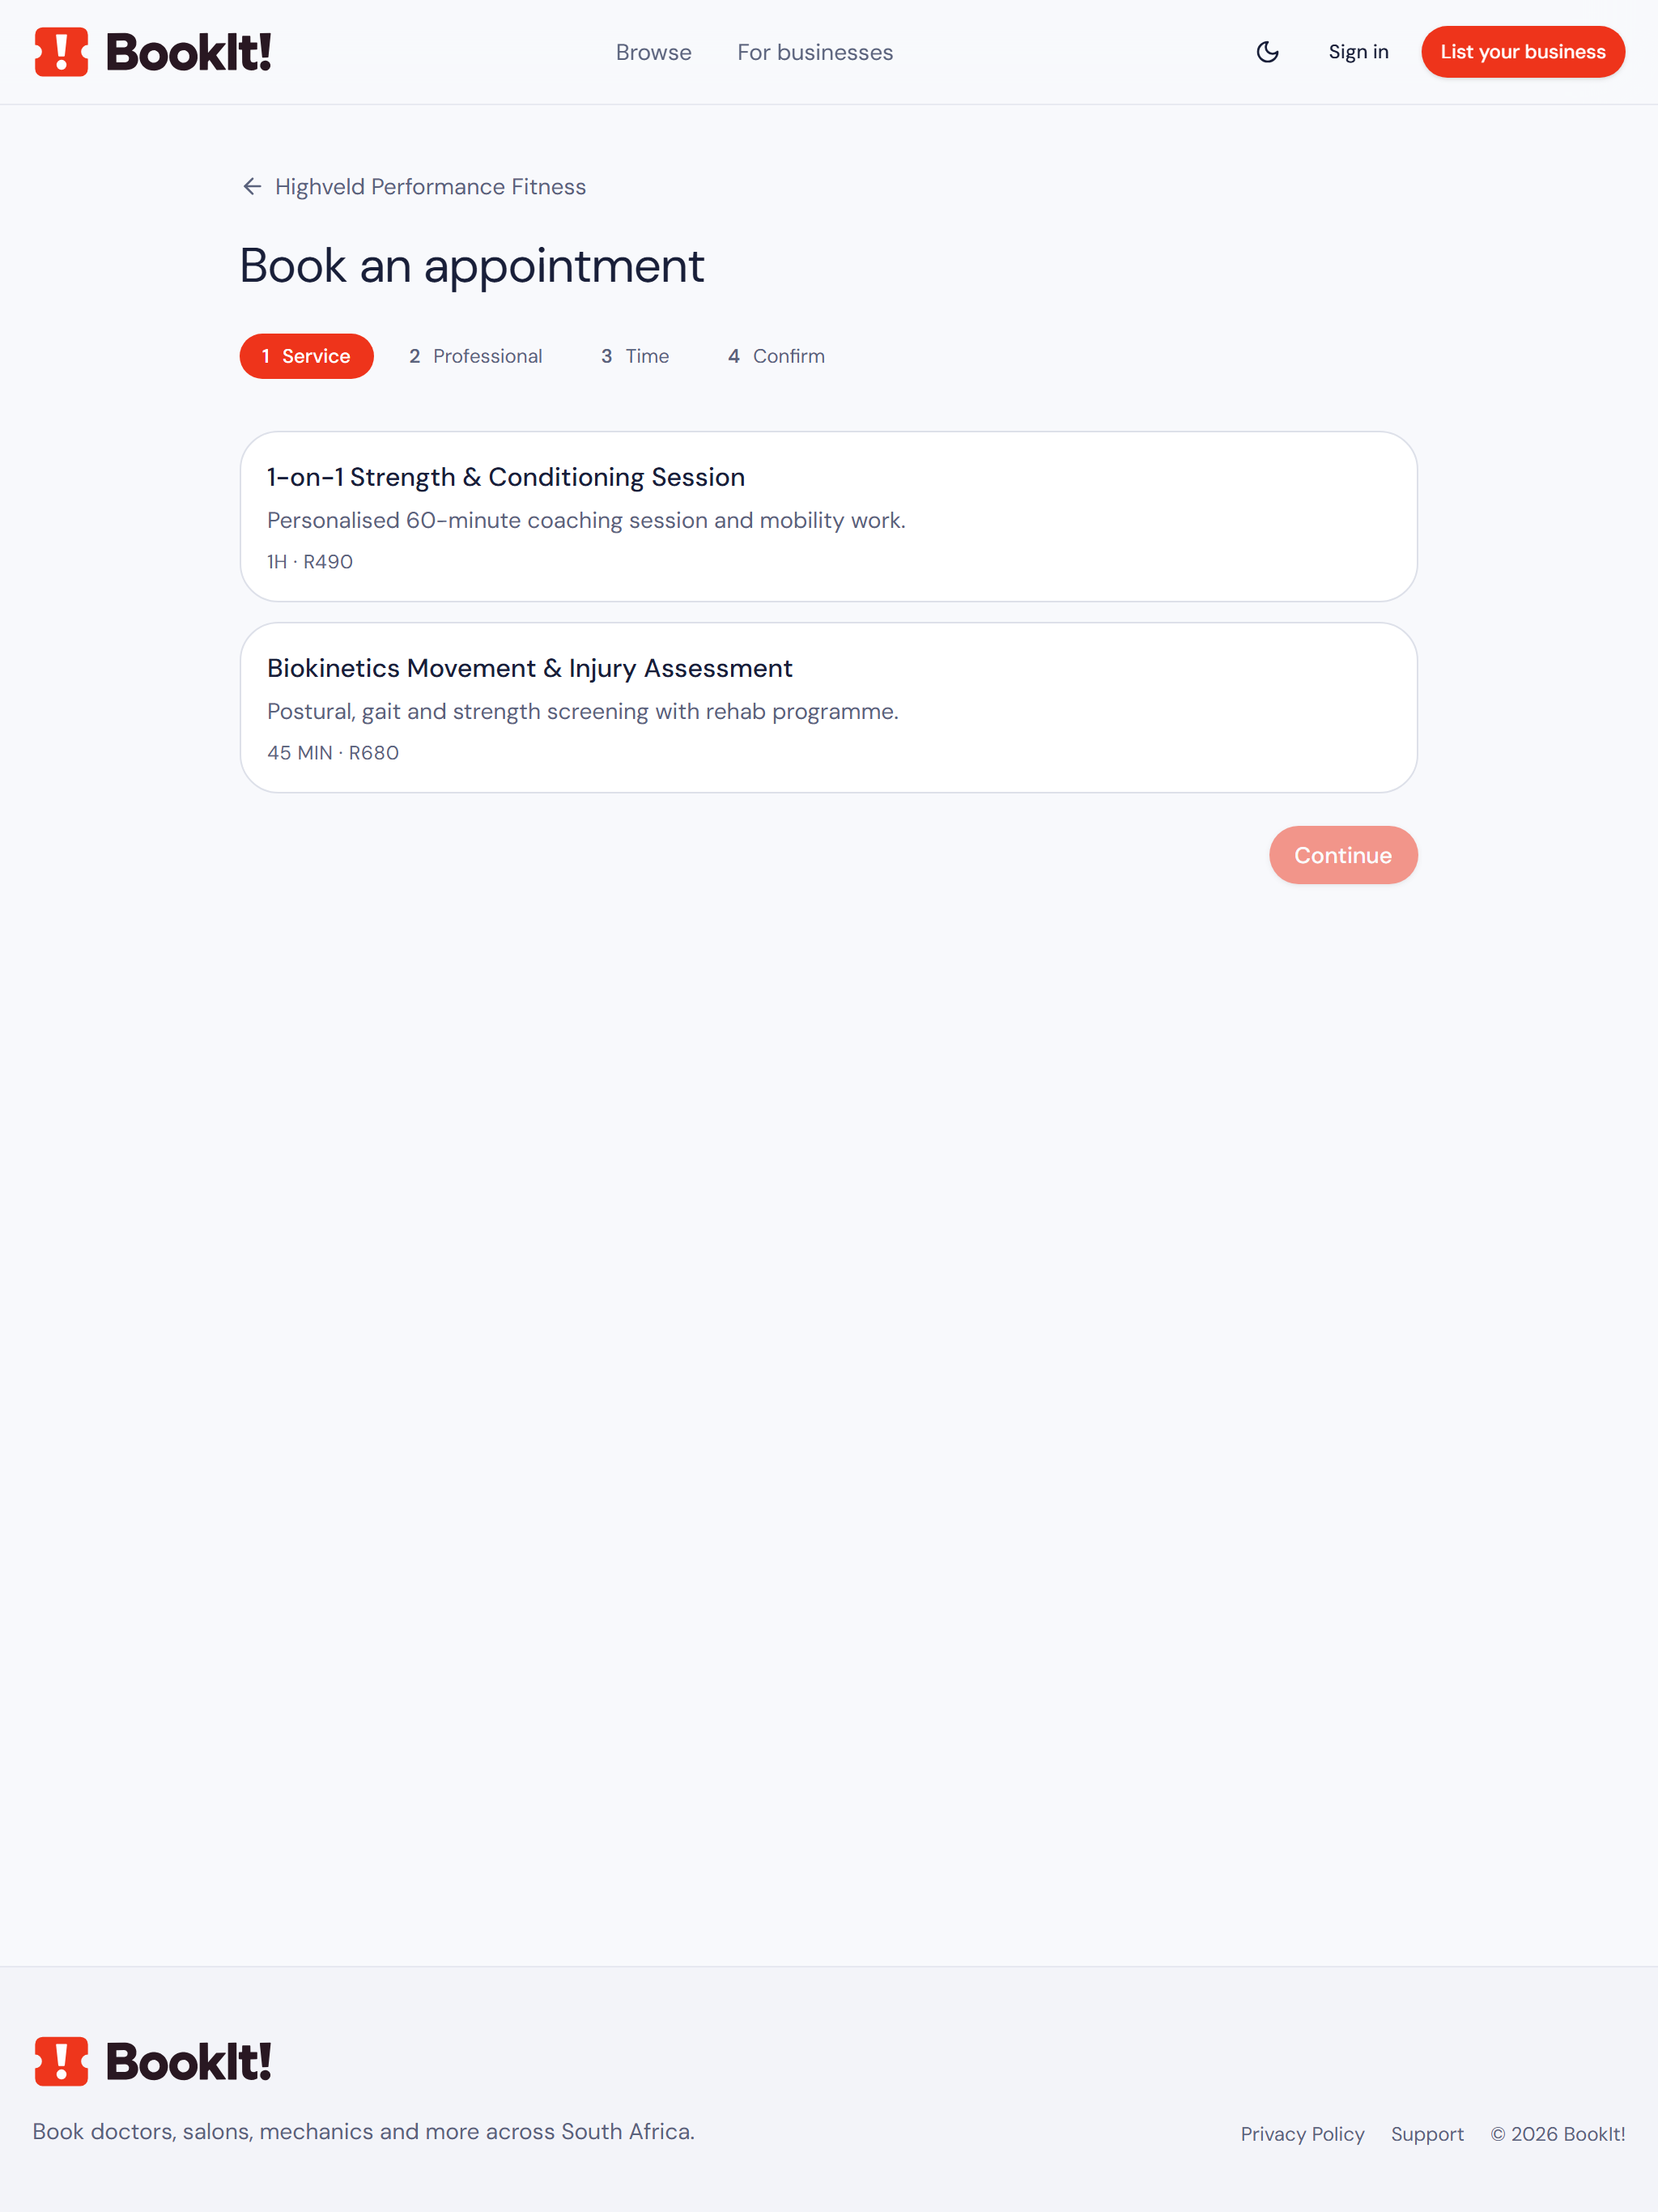 BookIt!
Browse
For businesses
Sign in
List your business
Highveld Performance Fitness
Book an appointment
1 Service
2 Professional
3 Time
4 Confirm
1-on-1 Strength & Conditioning Session
Personalised 60-minute coaching session and mobility work.
1H · R490
Biokinetics Movement & Injury Assessment
Postural, gait and strength screening with rehab programme.
45 MIN · R680
Continue
BookIt!
Book doctors, salons, mechanics and more across South Africa.
Privacy Policy
Support
© 2026 BookIt!